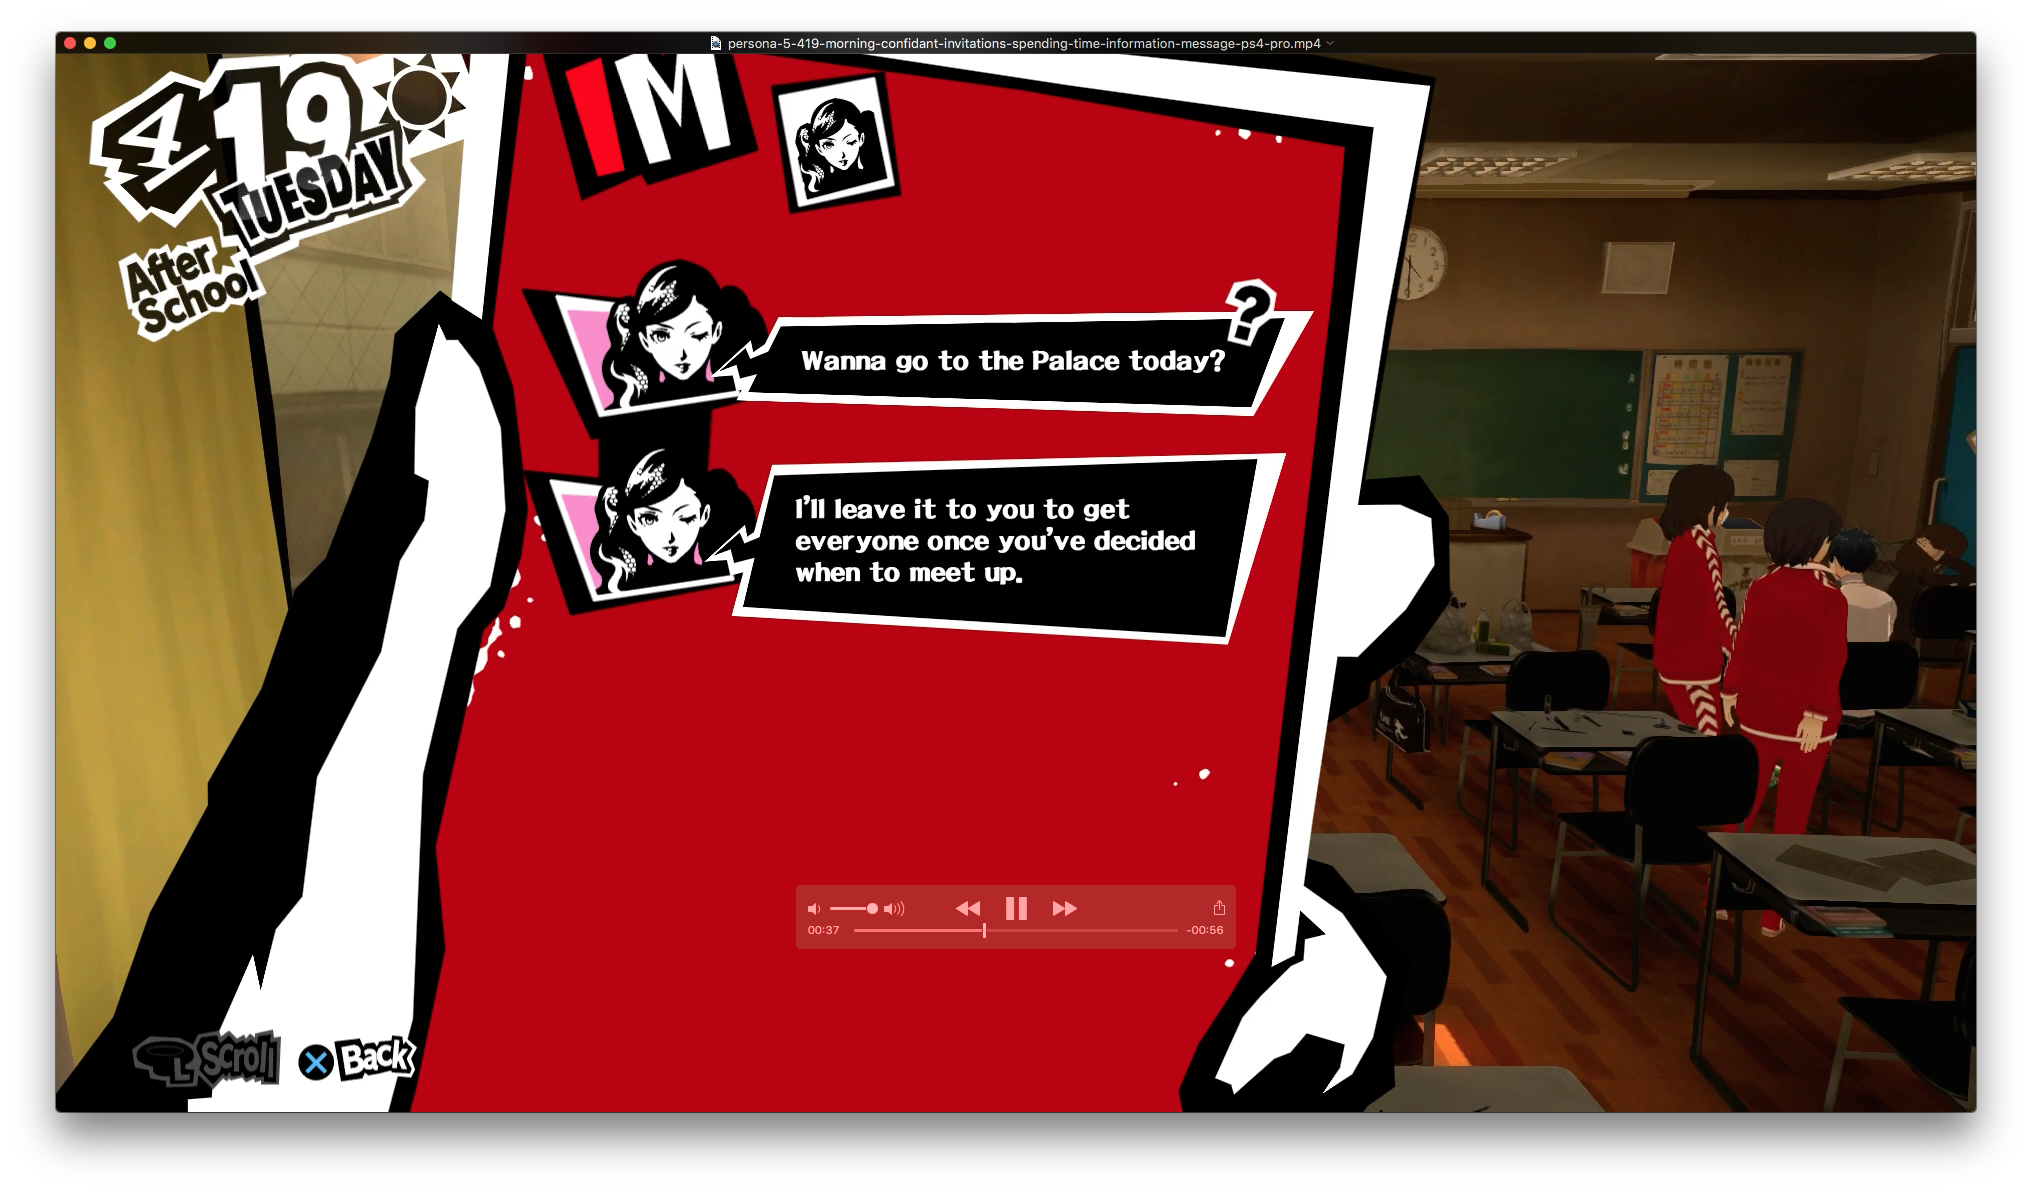 persona-5-419-morning-confidant-invitations-spending-time-information-message-ps4-pro.mp4
4 19
TUESDAY
After
School
IM
?
Wanna go to the Palace today?
I'll leave it to you to get
everyone once you've decided
when to meet up.
00:37
-00:56
L Scroll
Back